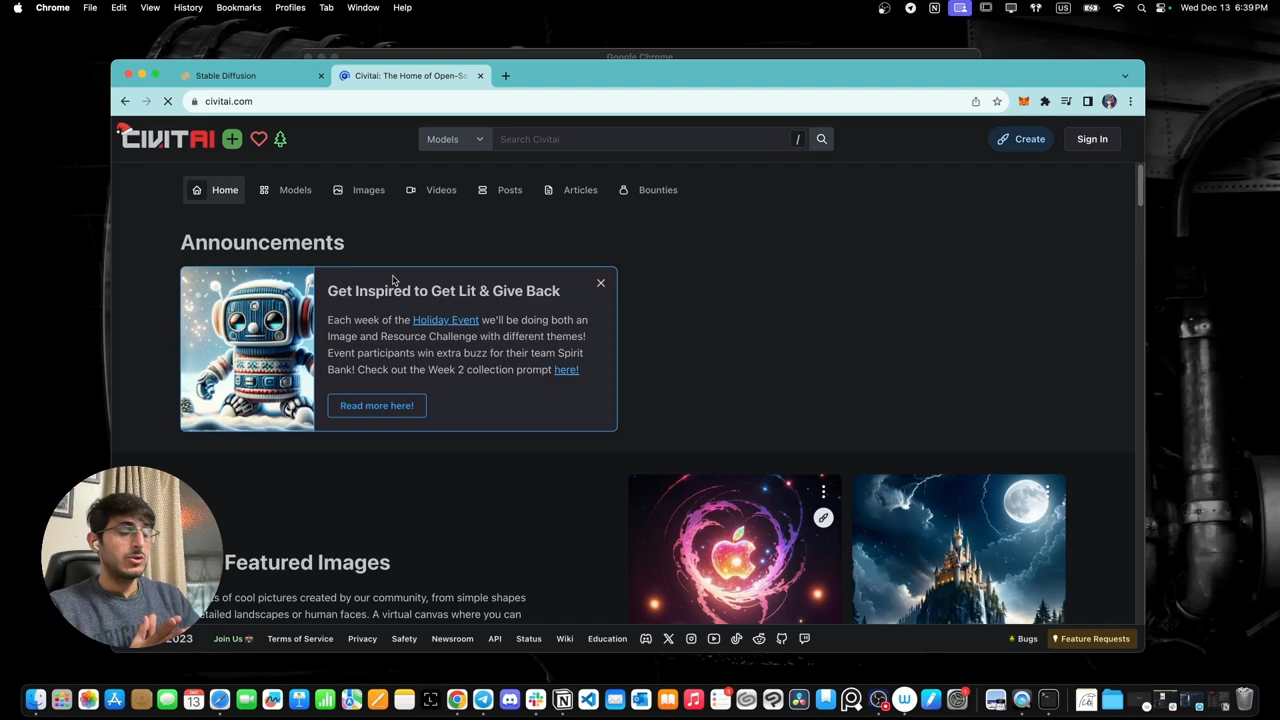 Chrome File Edit View History Bookmarks Profiles Tab Window Help US Wed Dec 13 6:39 PM
Google Chrome
Stable Diffusion Civitai: The Home of Open-So
civitai.com
CIVITAI Models Search Civitai / Create Sign In
Home Models Images Videos Posts Articles Bounties
Announcements
Get Inspired to Get Lit & Give Back
Each week of the Holiday Event we'll be doing both an
Image and Resource Challenge with different themes!
Event participants win extra buzz for their team Spirit
Bank! Check out the Week 2 collection prompt here!
Read more here!
Featured Images
ts of cool pictures created by our community, from simple shapes
etailed landscapes or human faces. A virtual canvas where you can
2023 Join Us Terms of Service Privacy Safety Newsroom API Status Wiki Education Bugs Feature Requests